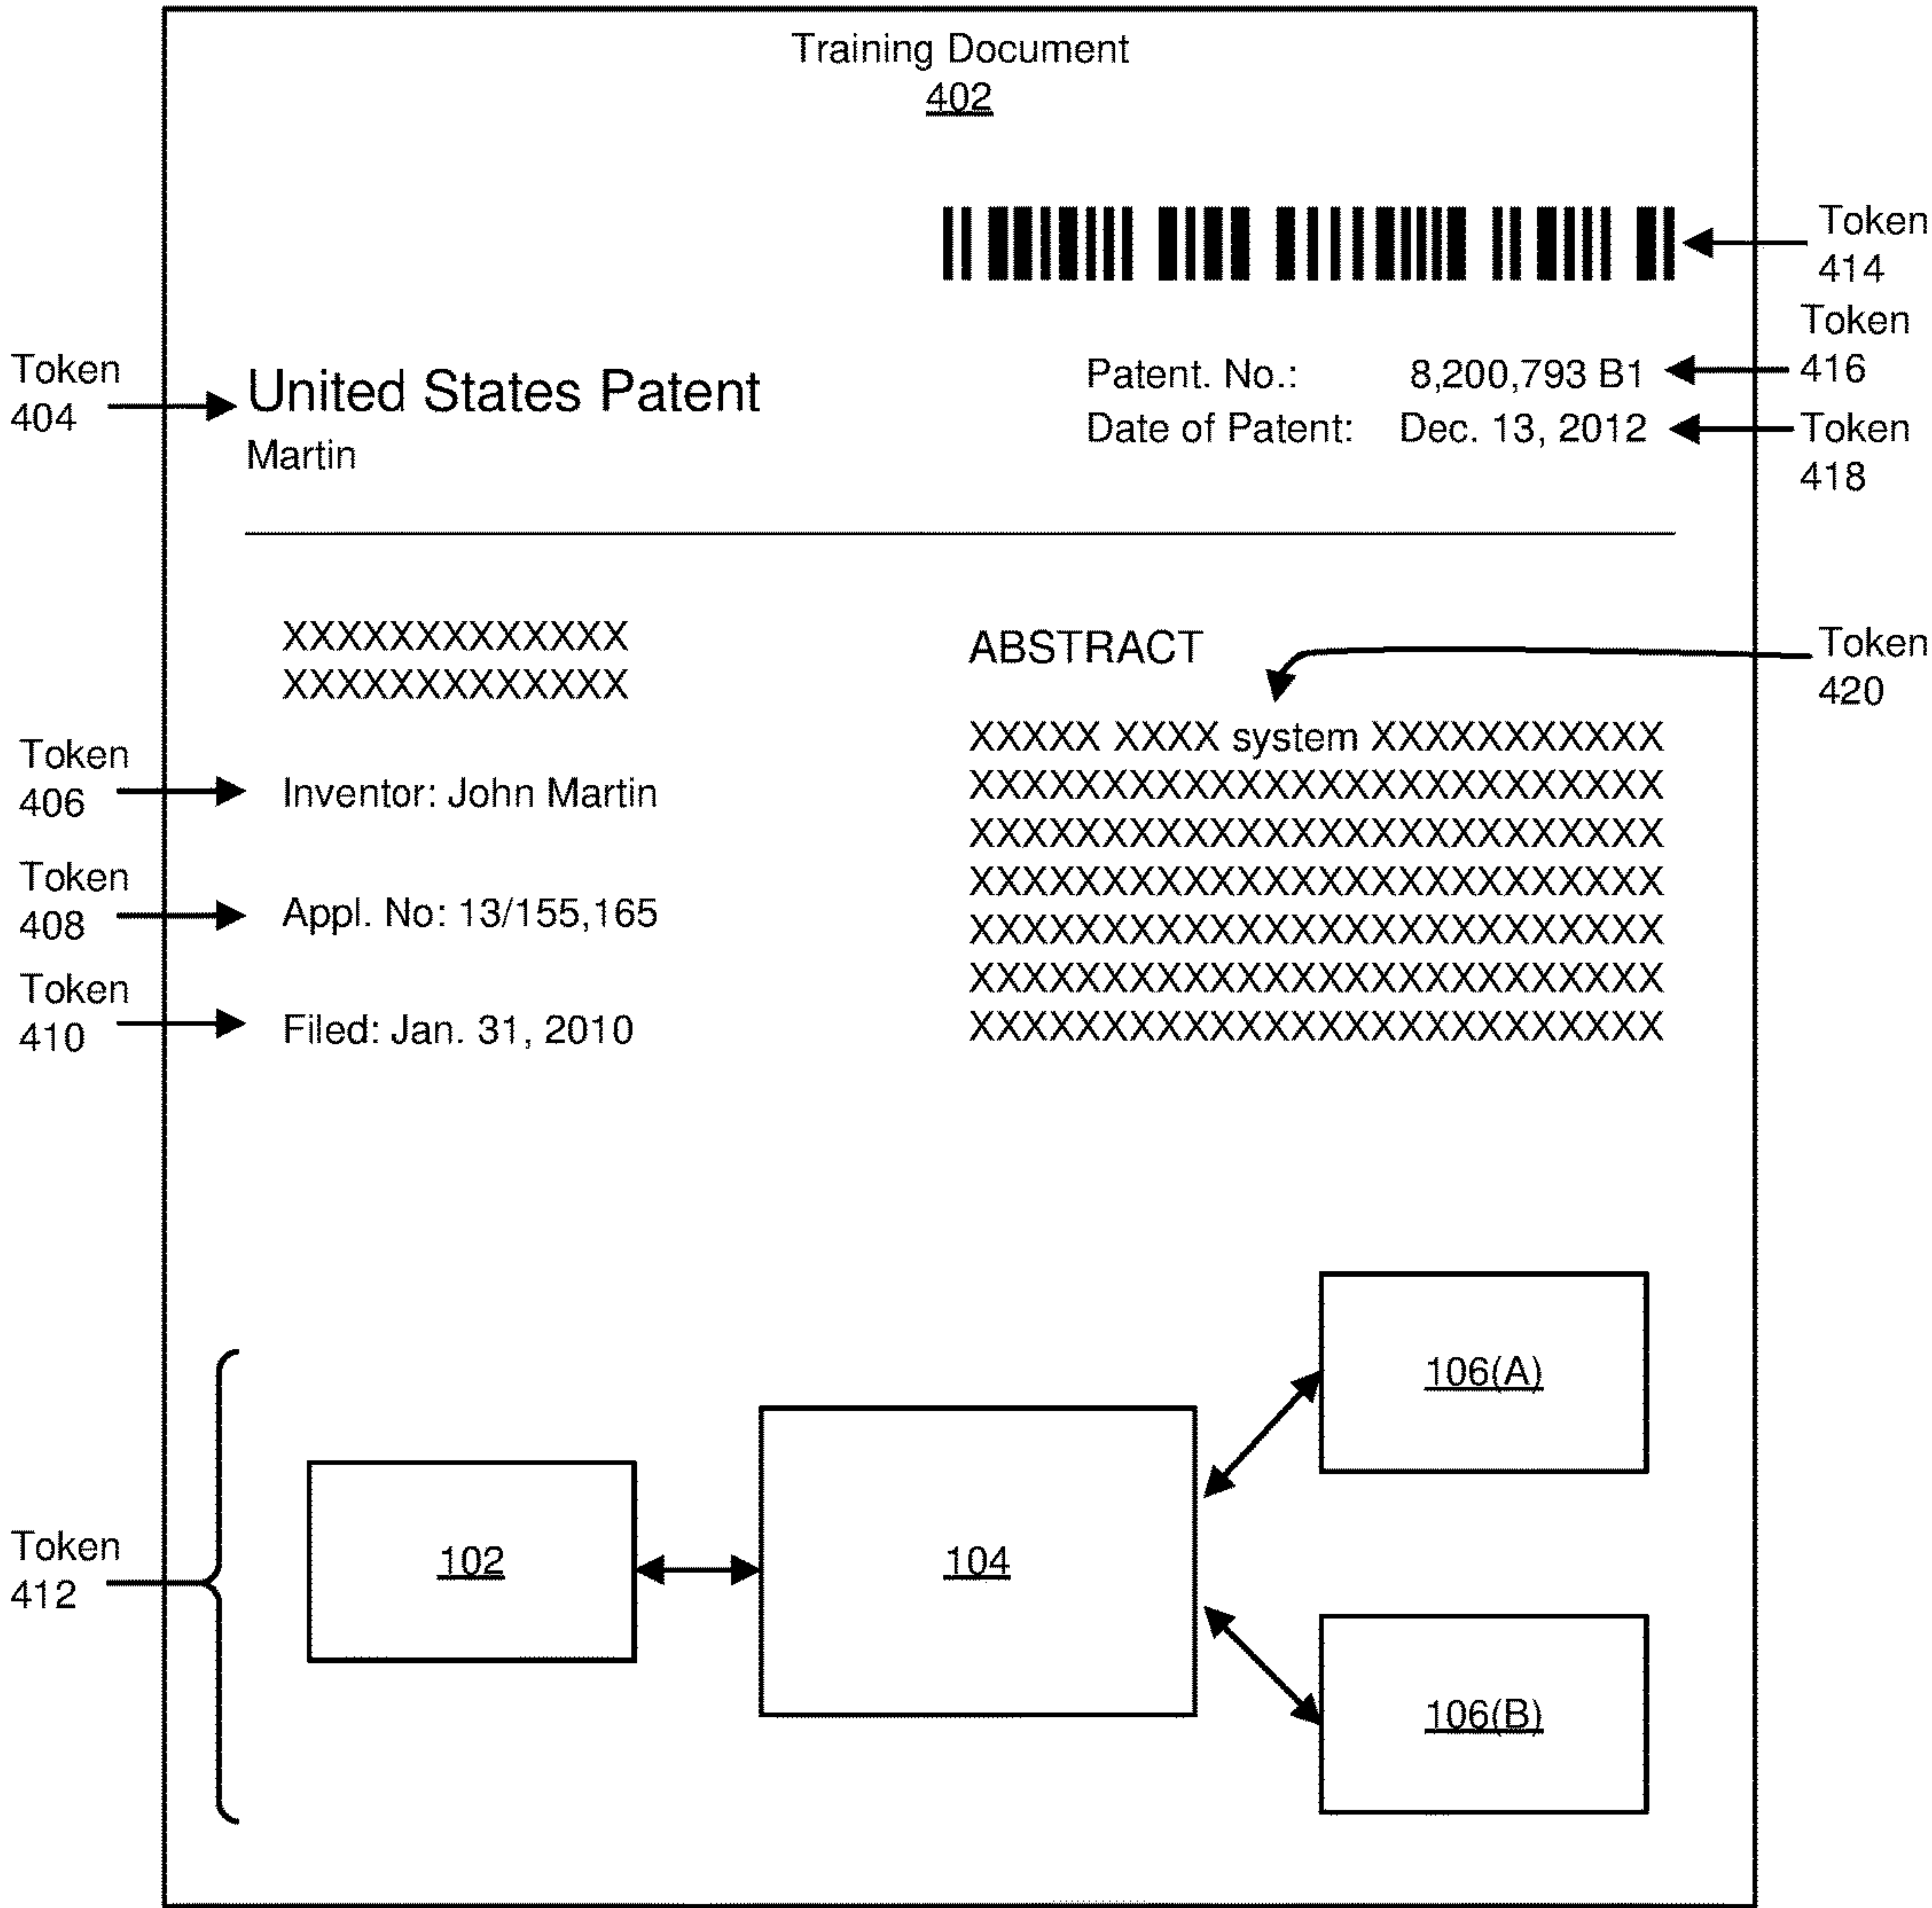 Training Document
402
Token
414
Token
404
United States Patent
Martin
Patent. No.: 8,200,793 B1
Date of Patent: Dec. 13, 2012
Token
416
Token
418
XXXXXXXXXXXXX
XXXXXXXXXXXXX
Token
406
Inventor: John Martin
Token
408
Appl. No: 13/155,165
Token
410
Filed: Jan. 31, 2010
ABSTRACT
Token
420
XXXXX XXXX system XXXXXXXXXXX
XXXXXXXXXXXXXXXXXXXXXXXXXX
XXXXXXXXXXXXXXXXXXXXXXXXXX
XXXXXXXXXXXXXXXXXXXXXXXXXX
XXXXXXXXXXXXXXXXXXXXXXXXXX
XXXXXXXXXXXXXXXXXXXXXXXXXX
XXXXXXXXXXXXXXXXXXXXXXXXXX
Token
412
102
104
106(A)
106(B)